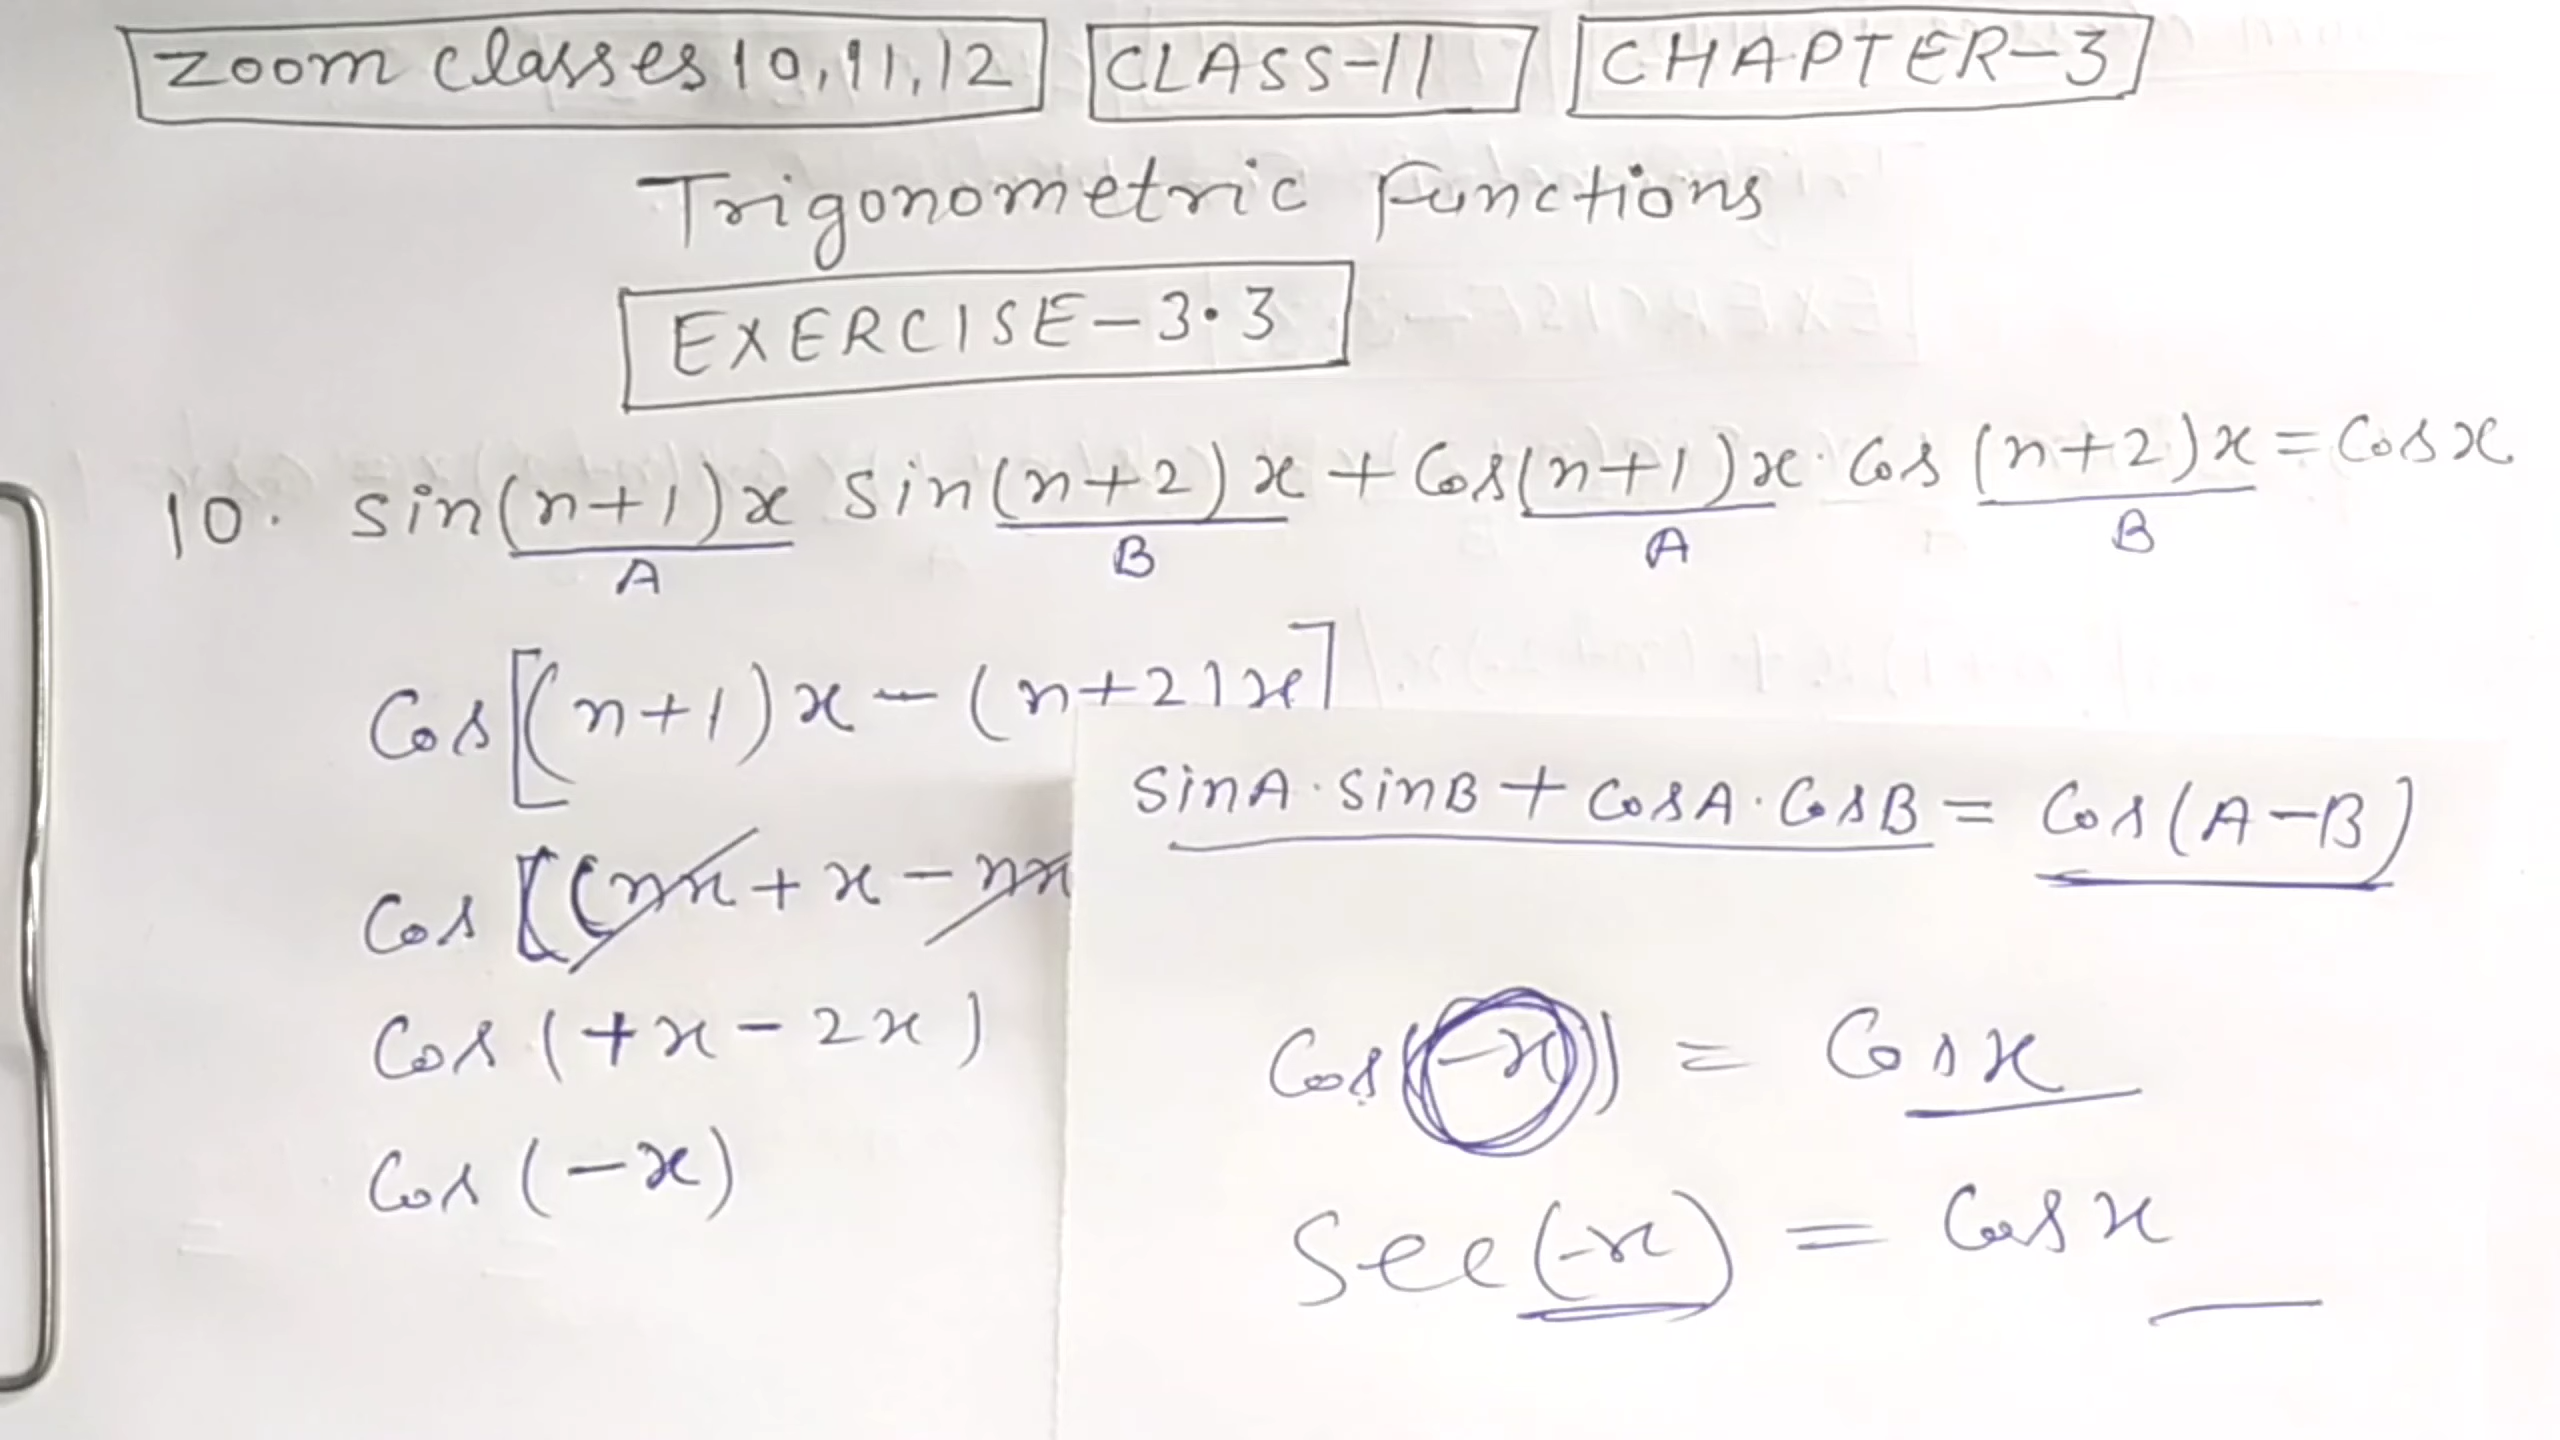 Zoom classes 10, 11, 12 CLASS-11 CHAPTER-3
Trigonometric Functions
EXERCISE-3.3
10. sin(n+1)x sin(n+2)x + Cos(n+1)x . Cos(n+2)x = Cosx
A B A B
Cos[(n+1)x - (n+2)x]
Cos[(nx + x - nx
Cos(+x - 2x)
Cos(-x)
SinA . SinB + CosA . CosB = Cos(A-B)
Cos(-x) = Cosx
Sec(-x) = Cosx